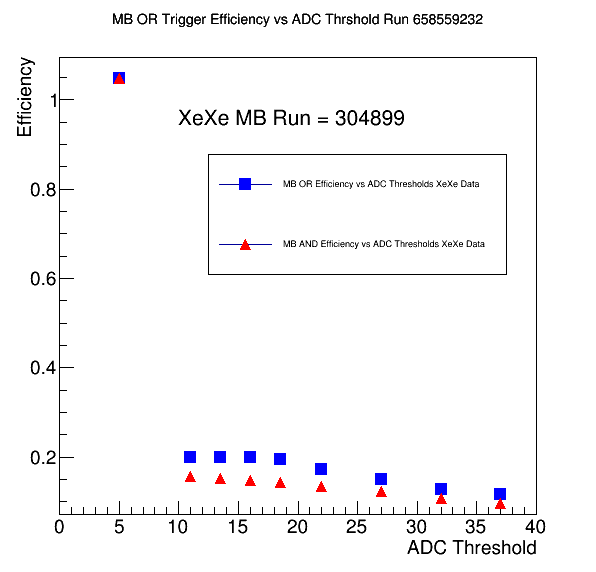 MB OR Trigger Efficiency vs ADC Thrshold Run 658559232
Efficiency
XeXe MB Run = 304899
MB OR Efficiency vs ADC Thresholds XeXe Data
MB AND Efficiency vs ADC Thresholds XeXe Data
1
0.8
0.6
0.4
0.2
0 5 10 15 20 25 30 35 40
ADC Threshold